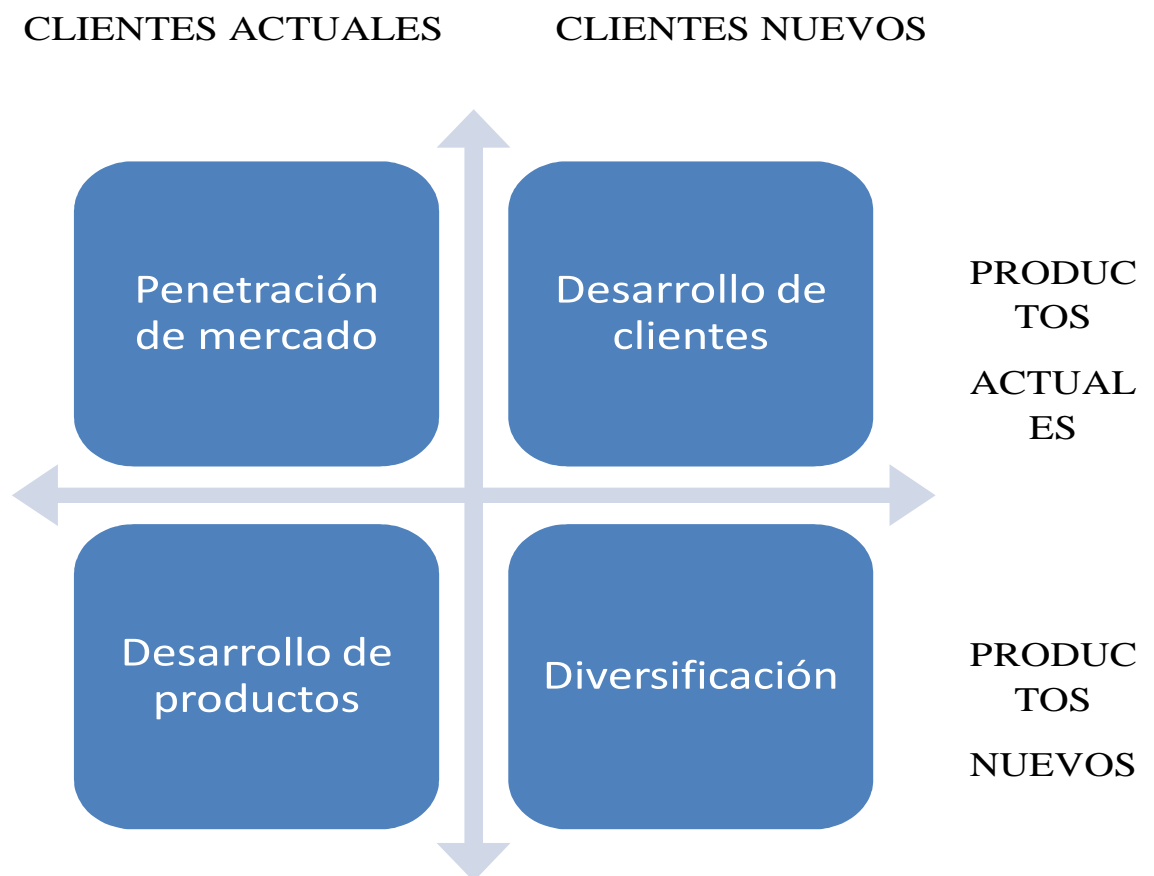 CLIENTES ACTUALES
CLIENTES NUEVOS
Penetración
de mercado
Desarrollo de
clientes
PRODUC
TOS
ACTUAL
ES
Desarrollo de
productos
Diversificación
PRODUC
TOS
NUEVOS